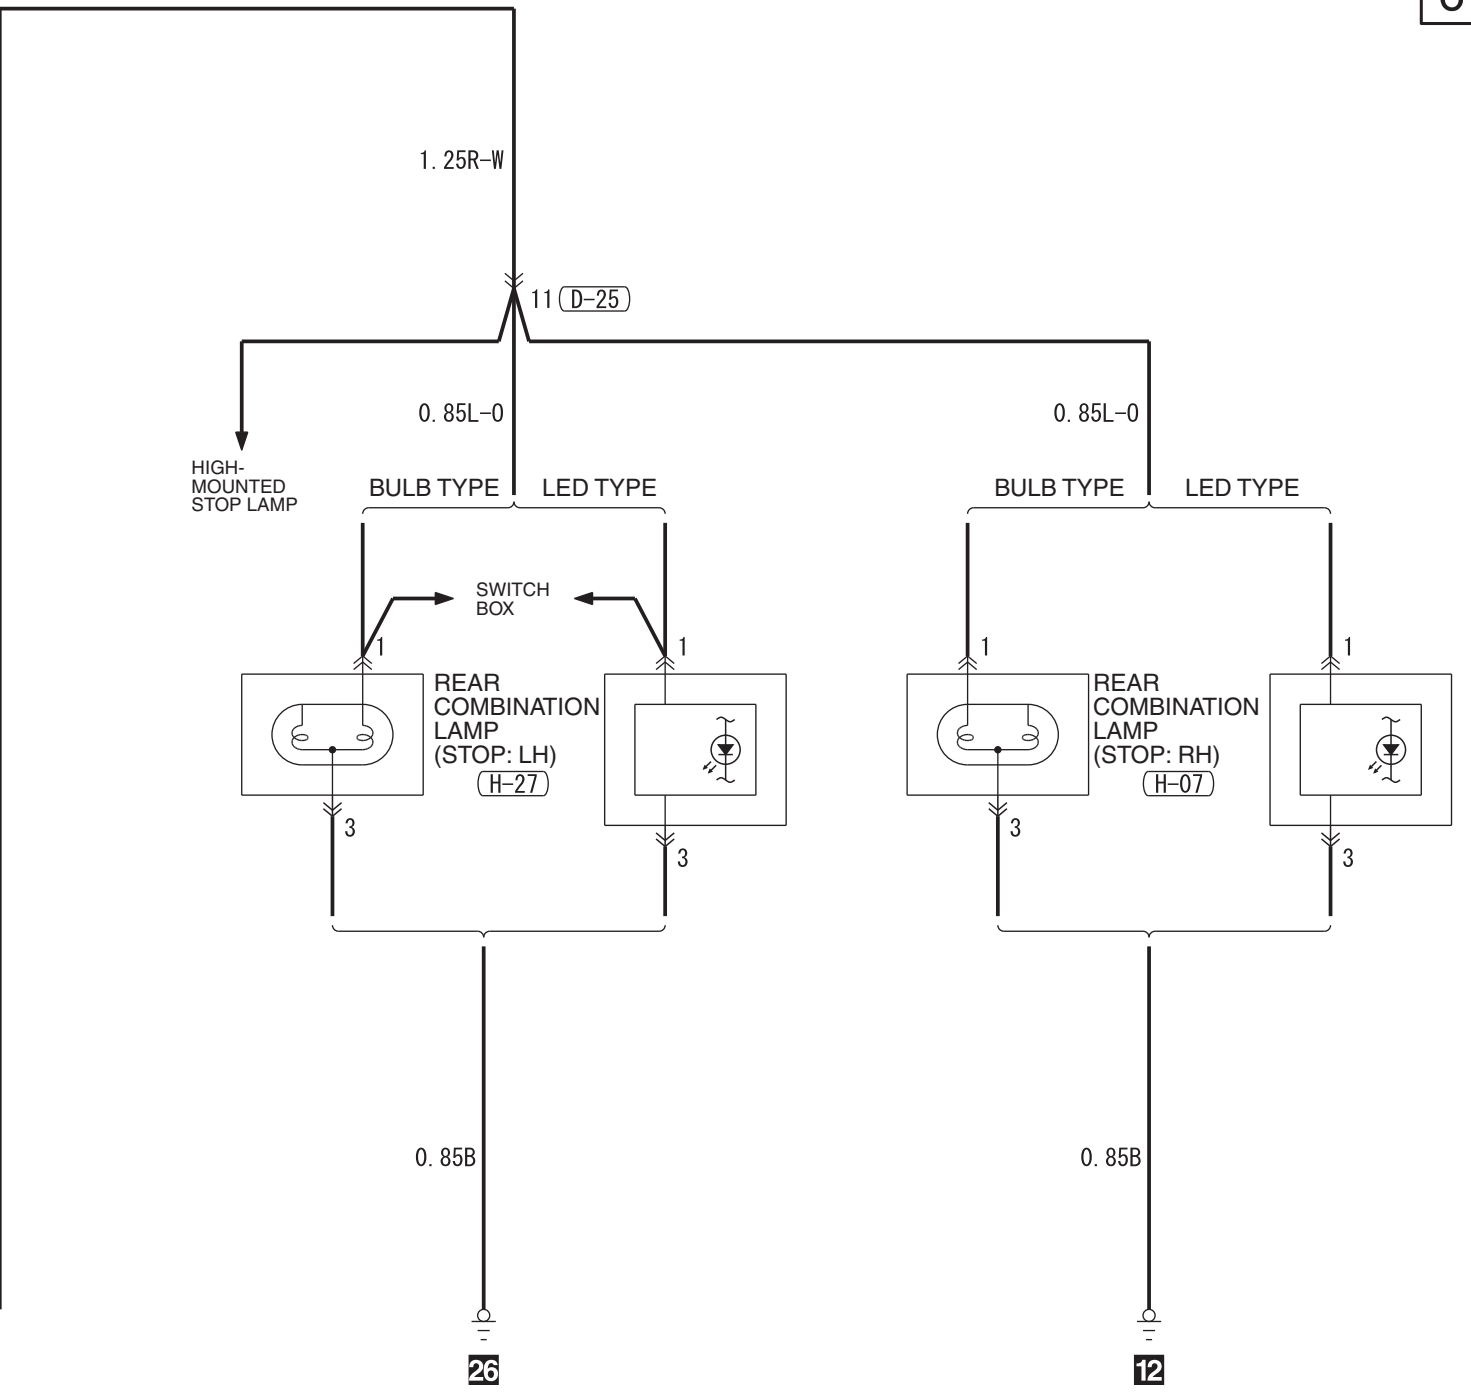 1.25R-W
11 D-25
0.85L-O
0.85L-O
HIGH-
MOUNTED
STOP LAMP
BULB TYPE
LED TYPE
BULB TYPE
LED TYPE
SWITCH
BOX
1
1
1
1
REAR
COMBINATION
LAMP
(STOP: LH)
H-27
REAR
COMBINATION
LAMP
(STOP: RH)
H-07
3
3
3
3
0.85B
0.85B
26
12